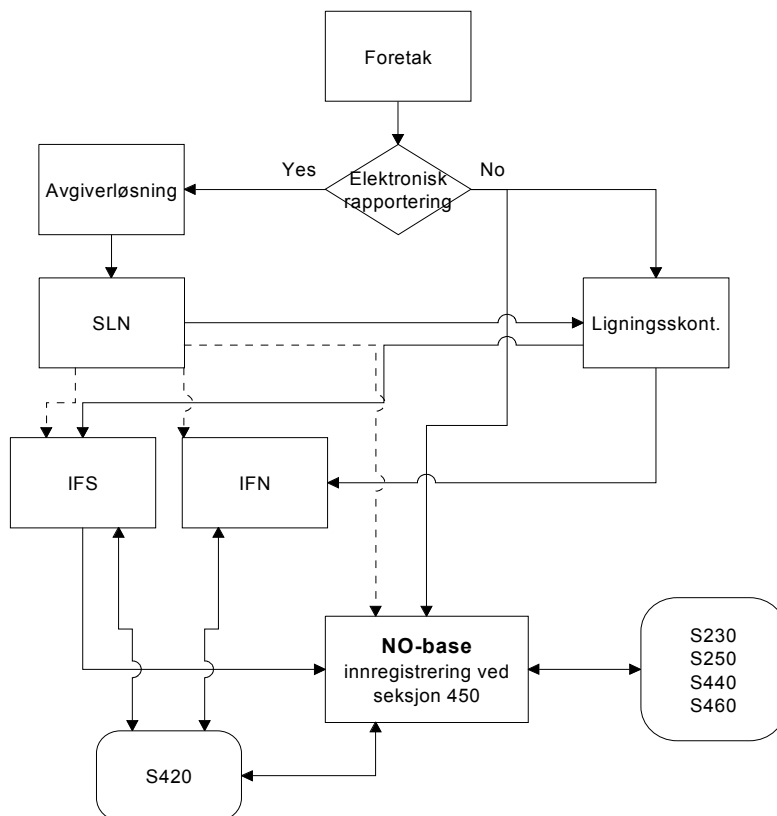 Foretak
Yes
Elektronisk
rapportering
No
Avgiverløsning
SLN
Ligningsskont.
IFS
IFN
NO-base
innregistrering ved
seksjon 450
S230
S250
S440
S460
S420